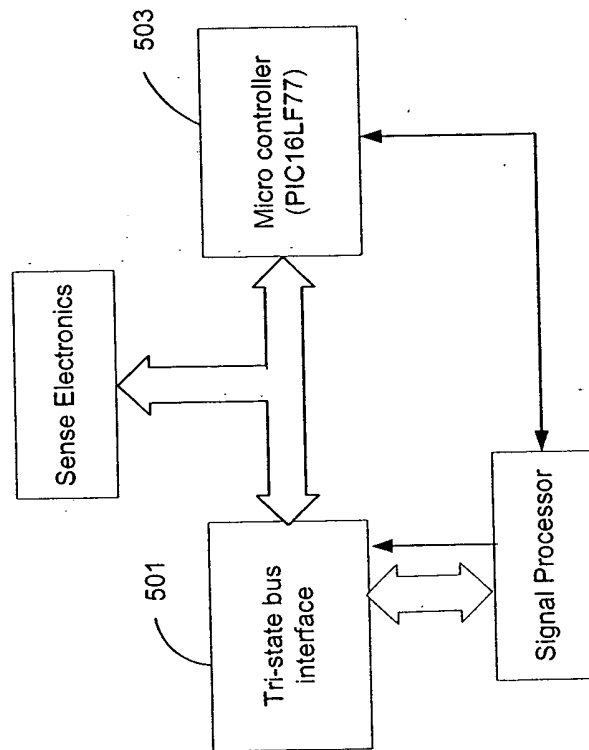 Sense Electronics
501
Tri-state bus
interface
503
Micro controller
(PIC16LF77)
Signal Processor